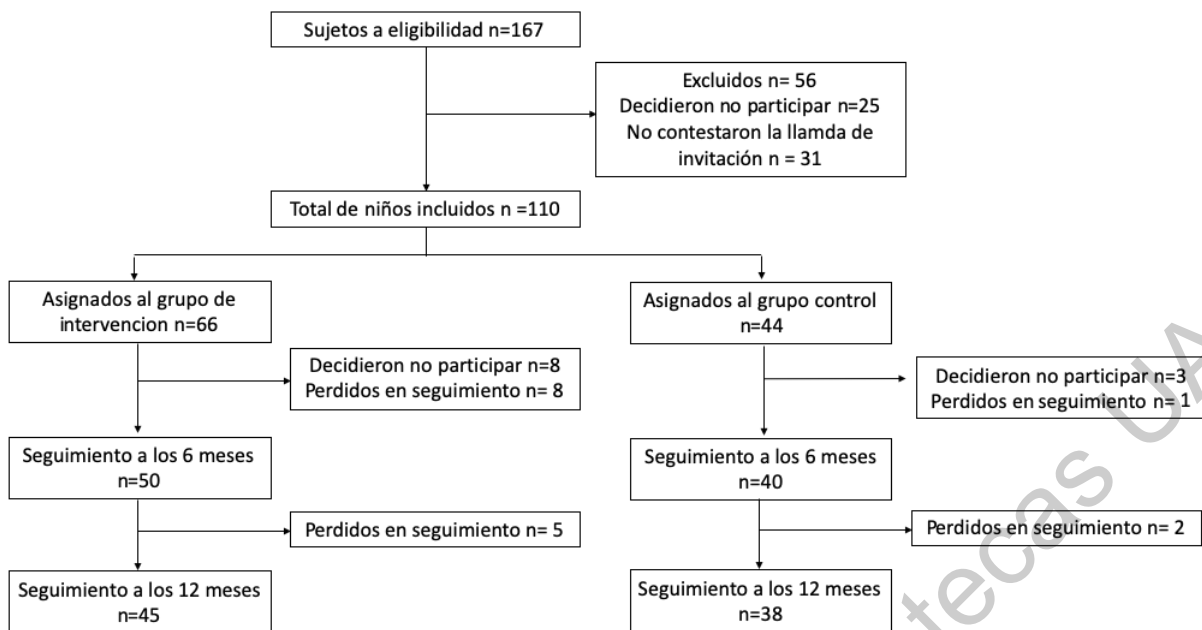 Sujetos a eligibilidad n=167
Excluidos n= 56
Decidieron no participar n=25
No contestaron la llamda de
invitación n = 31
Total de niños incluidos n =110
Asignados al grupo de
intervencion n=66
Asignados al grupo control
n=44
Decidieron no participar n=8
Perdidos en seguimiento n= 8
Decidieron no participar n=3
Perdidos en seguimiento n= 1
Seguimiento a los 6 meses
n=50
Seguimiento a los 6 meses
n=40
Perdidos en seguimiento n= 5
Perdidos en seguimiento n= 2
Seguimiento a los 12 meses
n=45
Seguimiento a los 12 meses
n=38
tecas UA